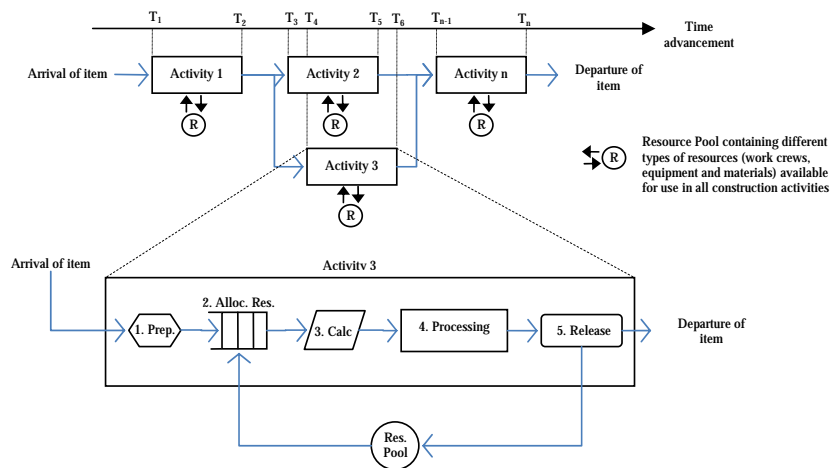 T1 T2 T3 T4 T5 T6 Tn-1 Tn
Time
advancement
Arrival of item
Activity 1
Activity 2
Activity n
Departure of
item
R
R
R
Activity 3
R
R
Resource Pool containing different
types of resources (work crews,
equipment and materials) available
for use in all construction activities
Arrival of item
Activity 3
1. Prep.
2. Alloc. Res.
3. Calc
4. Processing
5. Release
Departure of
item
Res.
Pool